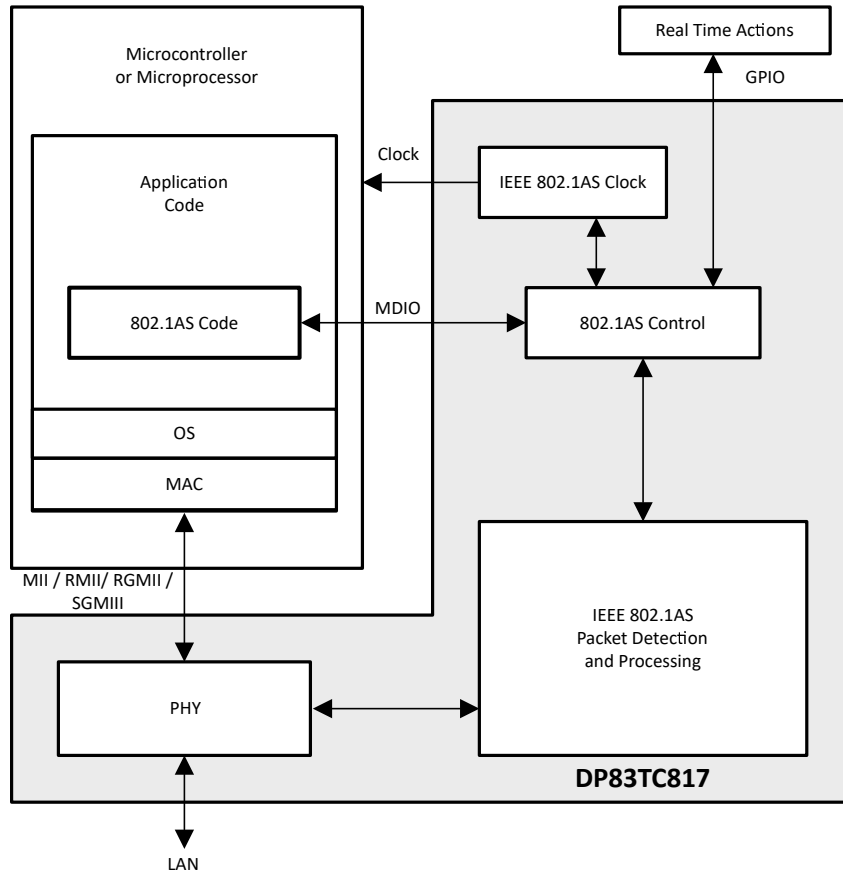 Real Time Actions
Microcontroller
or Microprocessor
GPIO
Clock
IEEE 802.1AS Clock
Application
Code
MDIO
802.1AS Code
802.1AS Control
OS
MAC
MII / RMII/ RGMII /
SGMIII
IEEE 802.1AS
Packet Detection
and Processing
PHY
DP83TC817
LAN